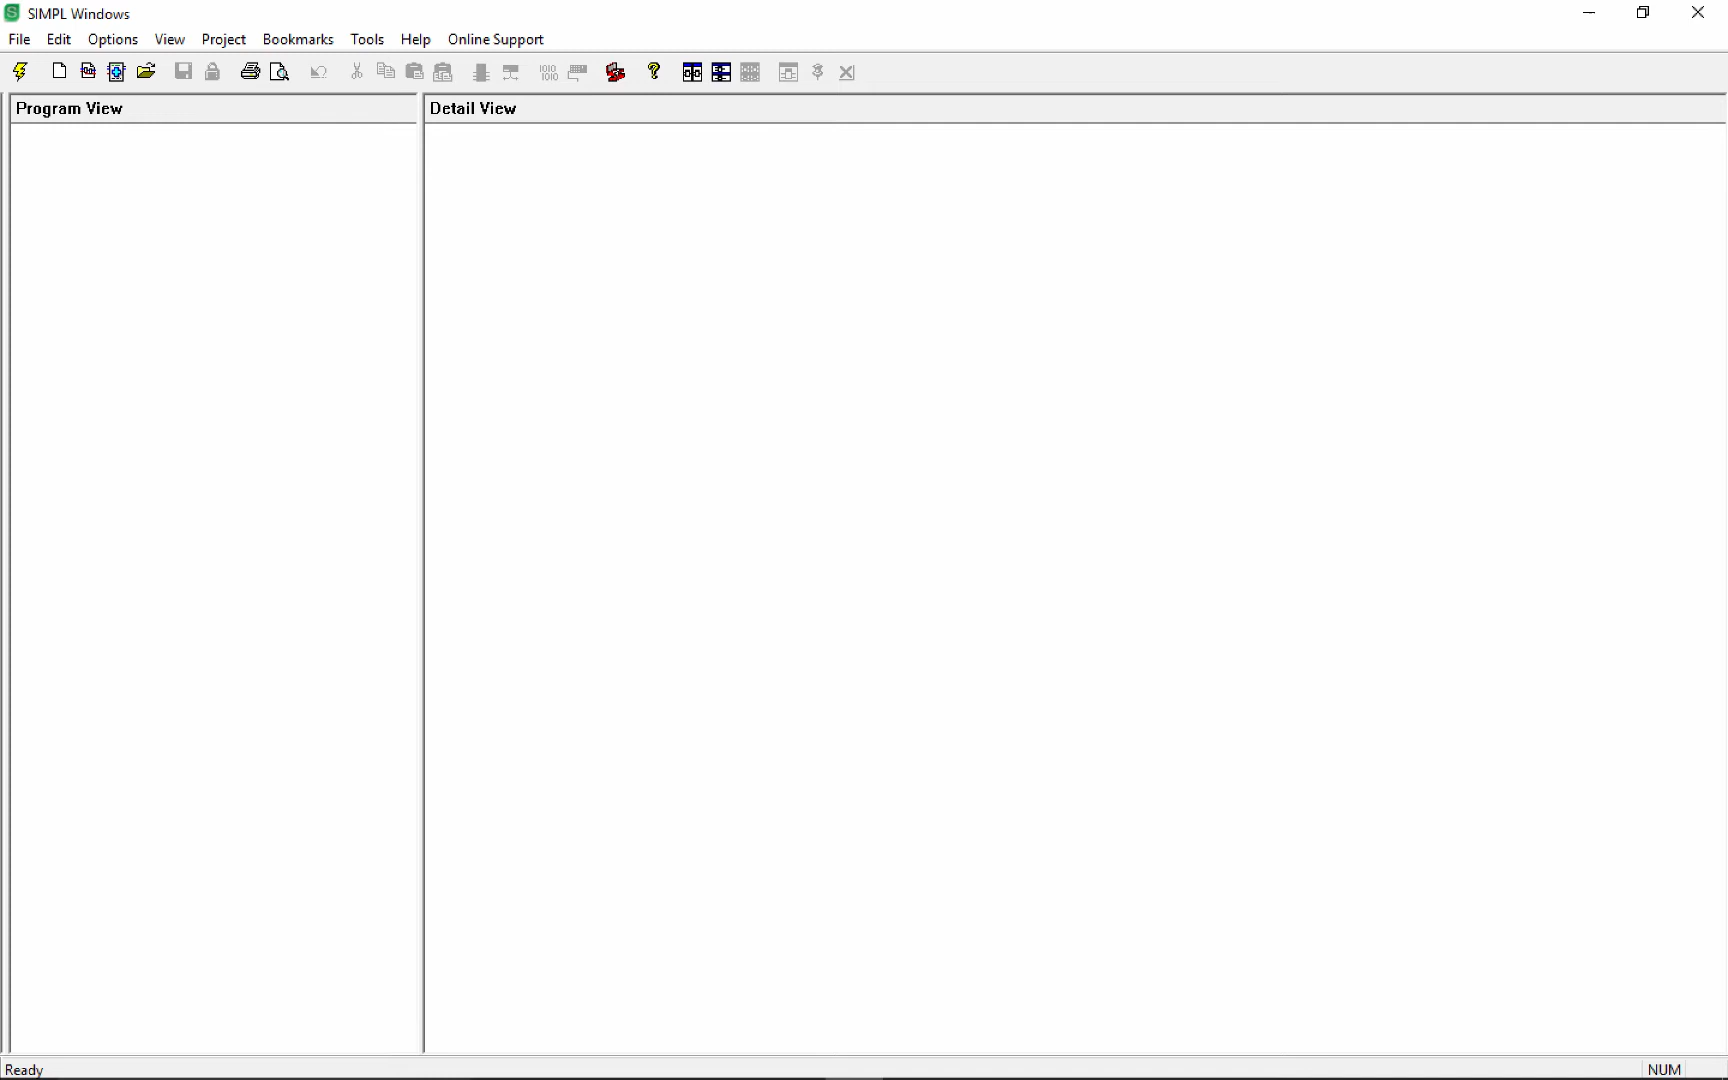 SIMPL Windows
File Edit Options View Project Bookmarks Tools Help Online Support
Program View
Detail View
Ready
NUM